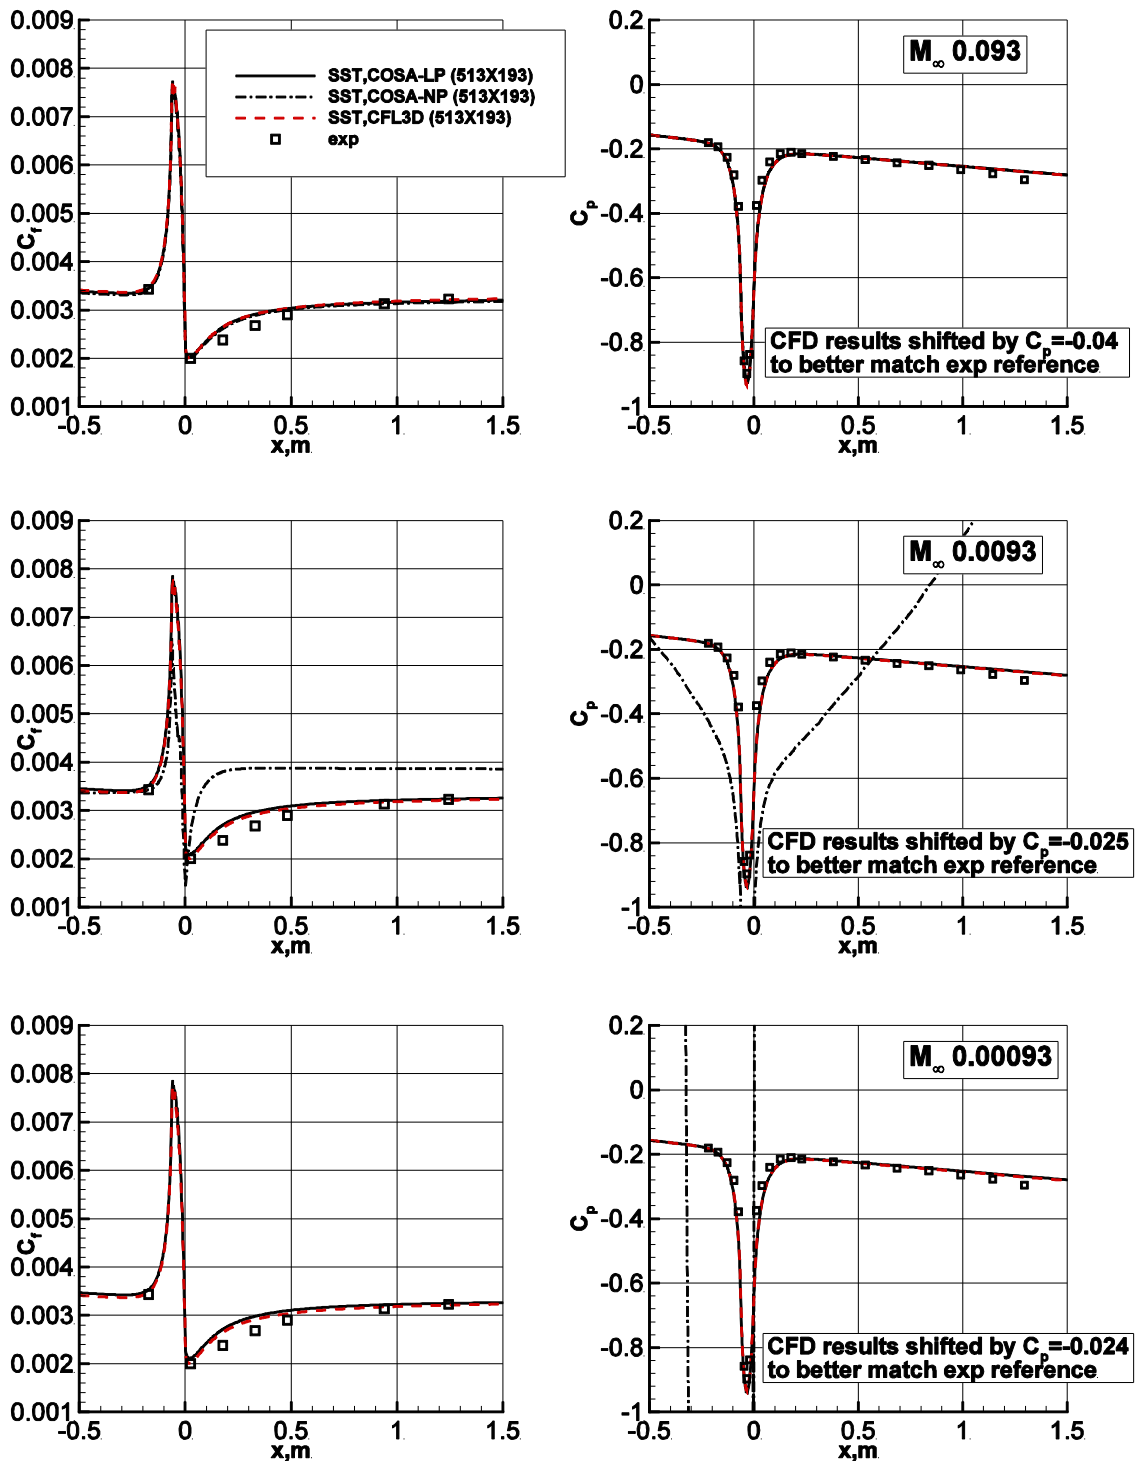 0.009
0.008
0.007
0.006
0.005
0.004
0.003
0.002
0.001
C_f
-0.5 0 0.5 1 1.5
x,m
SST,COSA-LP (513X193)
SST,COSA-NP (513X193)
SST,CFL3D (513X193)
exp
0.2
0
-0.2
-0.4
-0.6
-0.8
-1
C_p
-0.5 0 0.5 1 1.5
x,m
M_∞ 0.093
CFD results shifted by C_p=-0.04
to better match exp reference
0.009
0.008
0.007
0.006
0.005
0.004
0.003
0.002
0.001
C_f
-0.5 0 0.5 1 1.5
x,m
0.2
0
-0.2
-0.4
-0.6
-0.8
-1
C_p
-0.5 0 0.5 1 1.5
x,m
M_∞ 0.0093
CFD results shifted by C_p=-0.025
to better match exp reference
0.009
0.008
0.007
0.006
0.005
0.004
0.003
0.002
0.001
C_f
-0.5 0 0.5 1 1.5
x,m
0.2
0
-0.2
-0.4
-0.6
-0.8
-1
C_p
-0.5 0 0.5 1 1.5
x,m
M_∞ 0.00093
CFD results shifted by C_p=-0.024
to better match exp reference